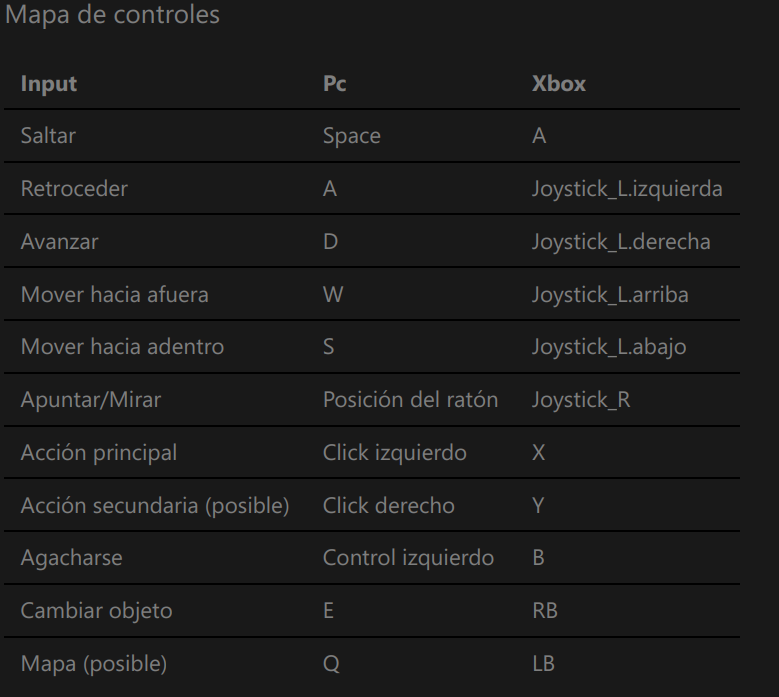 Mapa de controles
Input Pc Xbox
Saltar Space A
Retroceder A Joystick_L.izquierda
Avanzar D Joystick_L.derecha
Mover hacia afuera W Joystick_L.arriba
Mover hacia adentro S Joystick_L.abajo
Apuntar/Mirar Posición del ratón Joystick_R
Acción principal Click izquierdo X
Acción secundaria (posible) Click derecho Y
Agacharse Control izquierdo B
Cambiar objeto E RB
Mapa (posible) Q LB